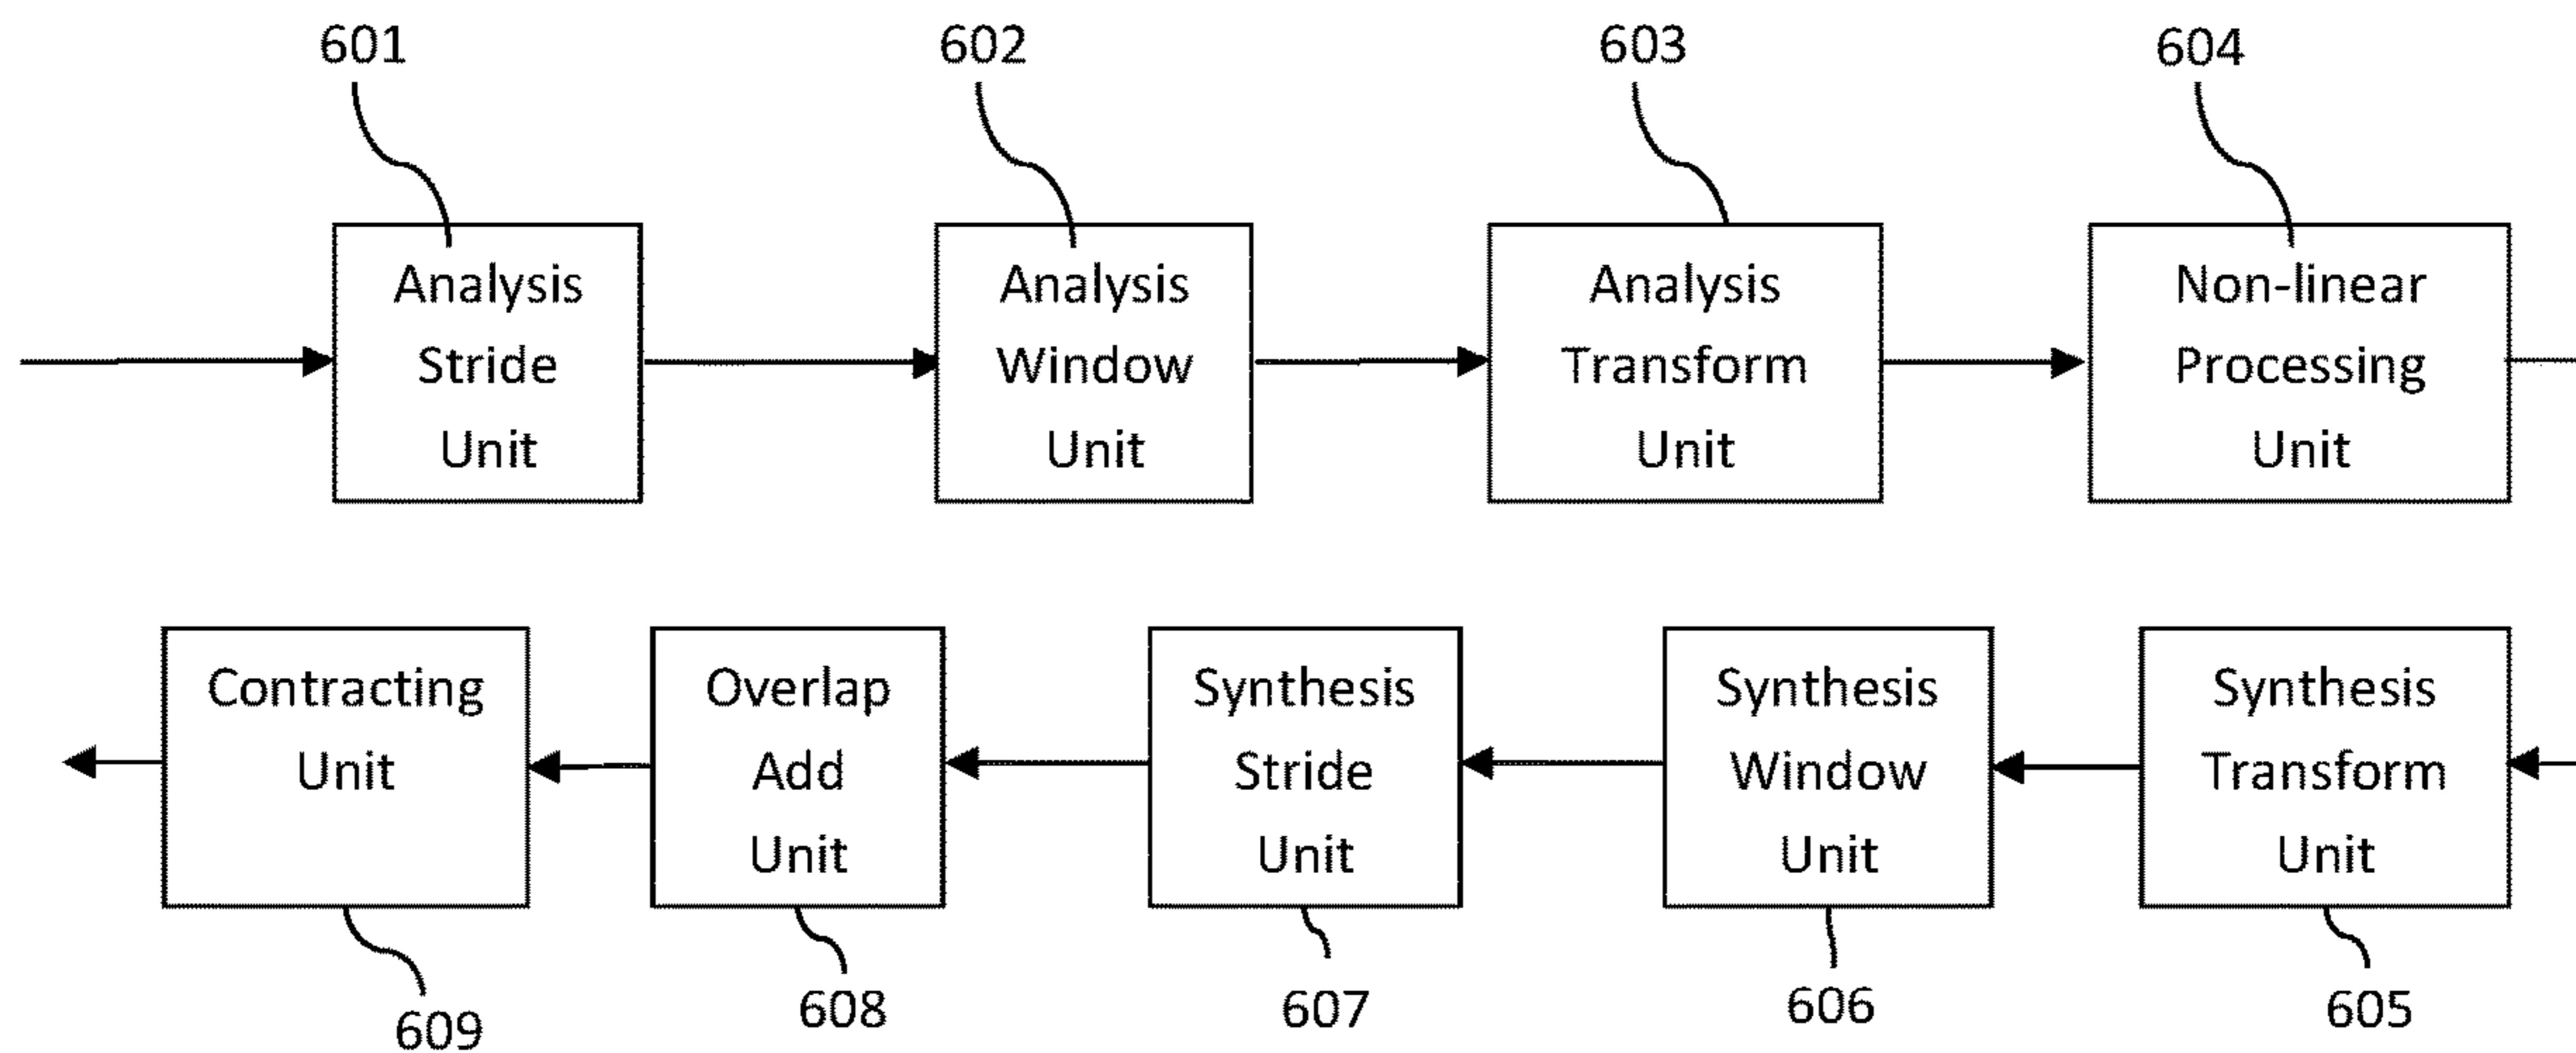 601
602
603
604
Analysis
Stride
Unit
Analysis
Window
Unit
Analysis
Transform
Unit
Non-linear
Processing
Unit
Contracting
Unit
Overlap
Add
Unit
Synthesis
Stride
Unit
Synthesis
Window
Unit
Synthesis
Transform
Unit
609
608
607
606
605